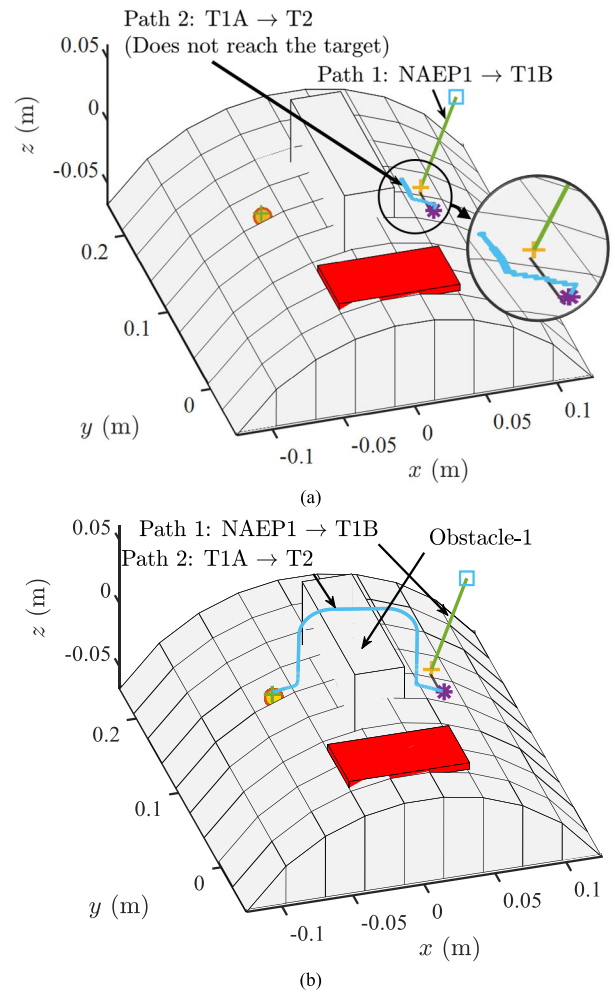 Path 2: T1A → T2
(Does not reach the target)
Path 1: NAEP1 → T1B
0.05
0
-0.05
z (m)
0.2
0.1
0
y (m)
-0.1
-0.05
0
0.05
0.1
x (m)
(a)
Path 1: NAEP1 → T1B
Path 2: T1A → T2
Obstacle-1
0.05
0
-0.05
z (m)
0.2
0.1
0
y (m)
-0.1
-0.05
0
0.05
0.1
x (m)
(b)